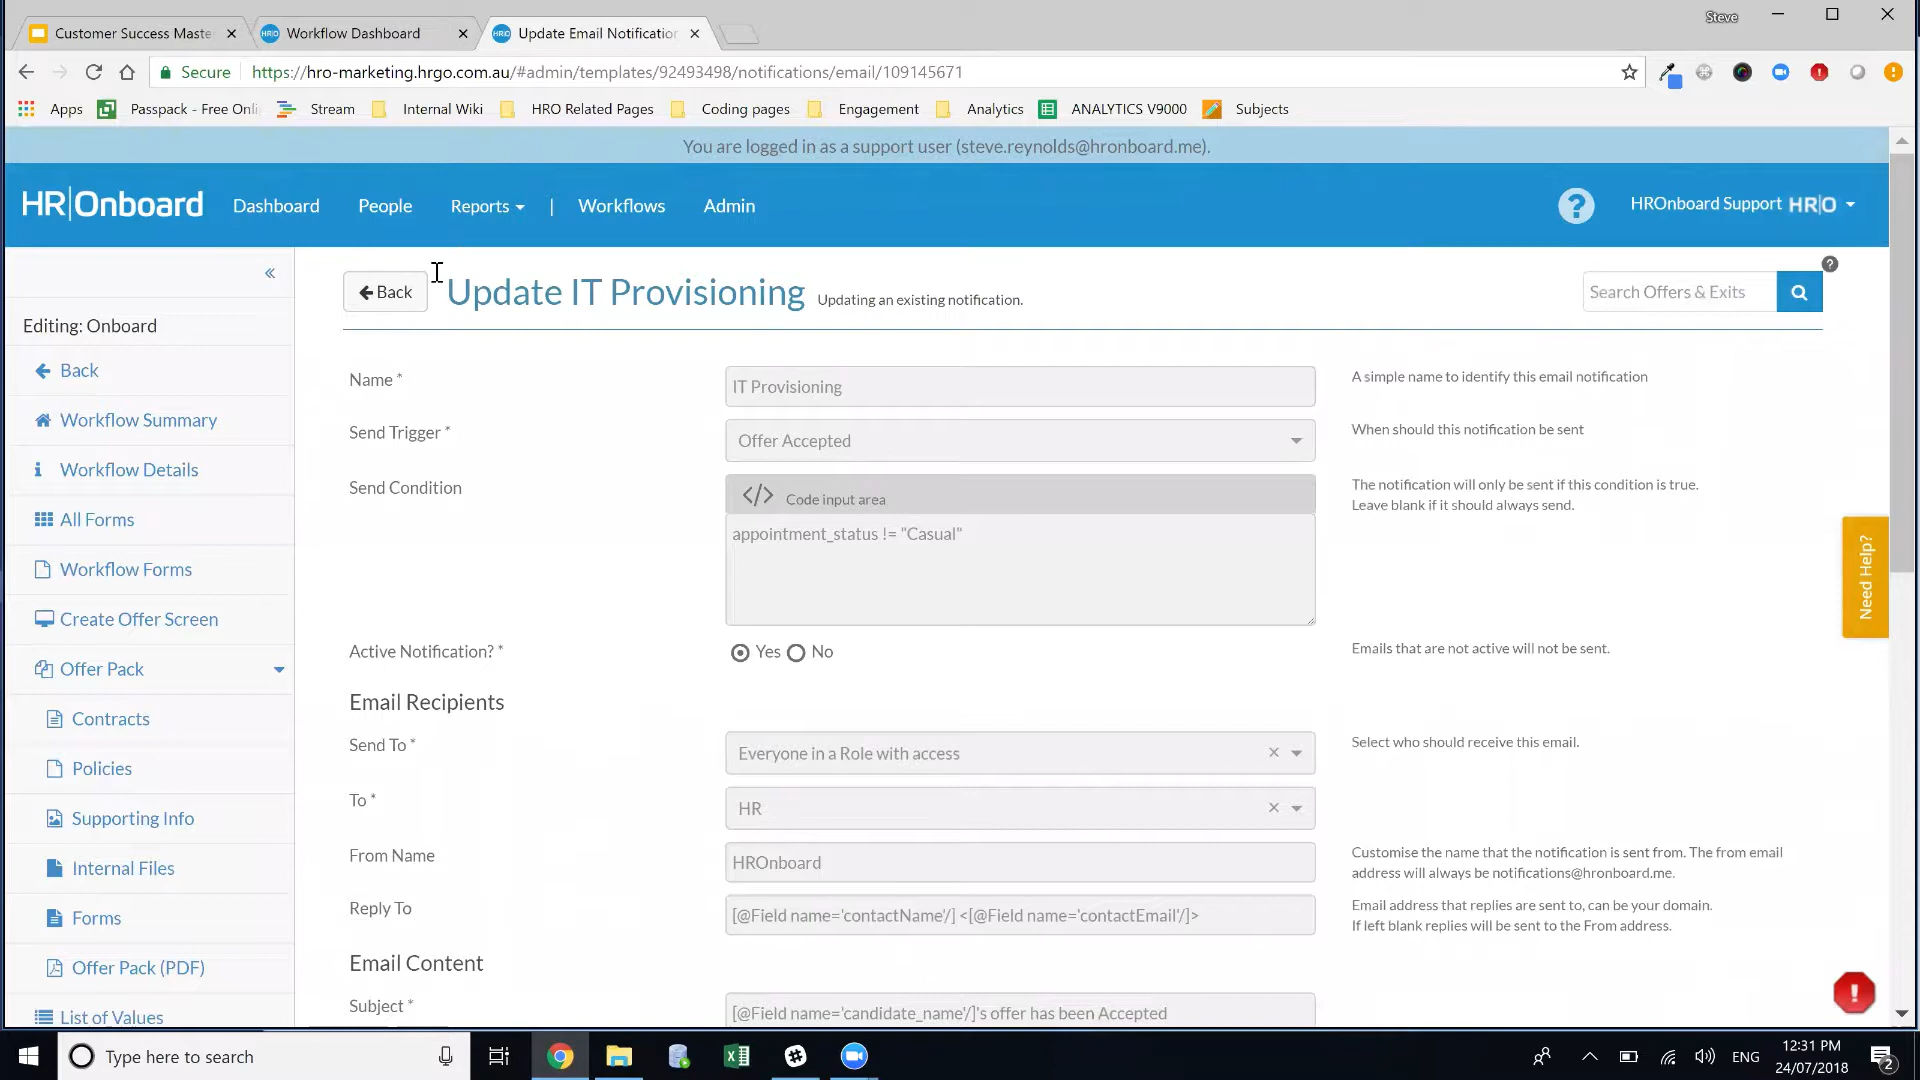 Customer Success Maste
Workflow Dashboard
HR|O Update Email Notification
Steve
Secure https://hro-marketing.hrgo.com.au/#admin/templates/92493498/notifications/email/109145671
Apps Passpack - Free Onli Stream Internal Wiki HRO Related Pages Coding pages Engagement Analytics ANALYTICS V9000 Subjects
You are logged in as a support user (steve.reynolds@hronboard.me).
HR|Onboard Dashboard People Reports | Workflows Admin ? HROnboard Support HR|O
«
Back Update IT Provisioning Updating an existing notification. Search Offers & Exits ?
Editing: Onboard
Back
Workflow Summary
Workflow Details
All Forms
Workflow Forms
Create Offer Screen
Offer Pack
Contracts
Policies
Supporting Info
Internal Files
Forms
Offer Pack (PDF)
List of Values
Name * IT Provisioning A simple name to identify this email notification
Send Trigger * Offer Accepted When should this notification be sent
Send Condition </> Code input area The notification will only be sent if this condition is true.
Leave blank if it should always send.
appointment_status != "Casual"
Active Notification? * Yes No Emails that are not active will not be sent.
Email Recipients
Send To * Everyone in a Role with access × Select who should receive this email.
To * HR ×
From Name HROnboard Customise the name that the notification is sent from. The from email
address will always be notifications@hronboard.me.
Reply To [@Field name='contactName'/] <[@Field name='contactEmail'/]> Email address that replies are sent to, can be your domain.
If left blank replies will be sent to the From address.
Email Content
Subject * [@Field name='candidate_name'/]'s offer has been Accepted
Need Help?
Type here to search
ENG
12:31 PM
24/07/2018
2